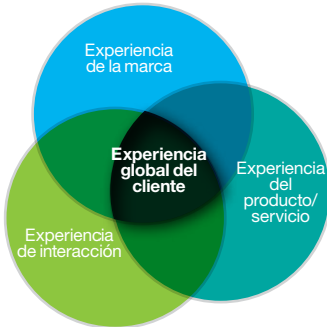 Experiencia
de la marca
Experiencia
global del
cliente
Experiencia
del
producto/
servicio
Experiencia
de interacción